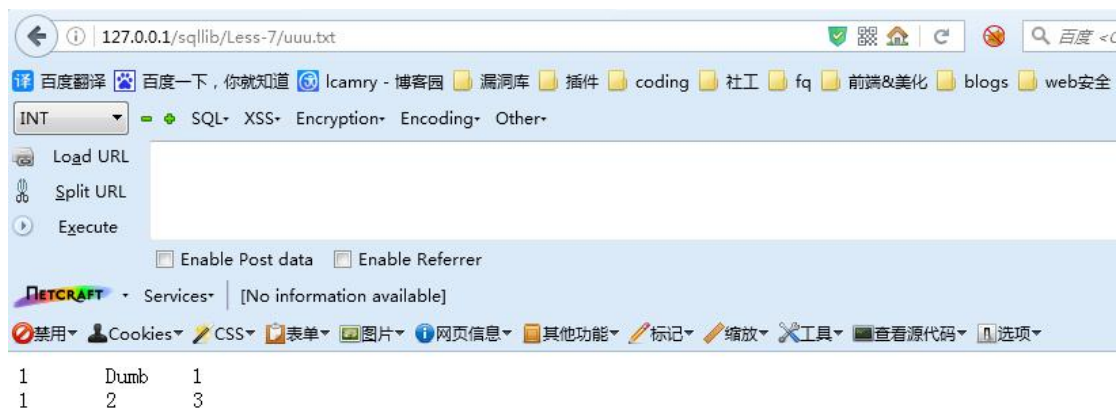 127.0.0.1/sqllib/Less-7/uuu.txt 百度
译 百度翻译 百度一下，你就知道 lcamry - 博客园 漏洞库 插件 coding 社工 fq 前端&美化 blogs web安全
INT SQL▾ XSS▾ Encryption▾ Encoding▾ Other▾
Load URL
Split URL
Execute
Enable Post data Enable Referrer
NETCRAFT Services▾ [No information available]
禁用▾ Cookies▾ CSS▾ 表单▾ 图片▾ 网页信息▾ 其他功能▾ 标记▾ 缩放▾ 工具▾ 查看源代码▾ 选项▾
1 Dumb 1
1 2 3